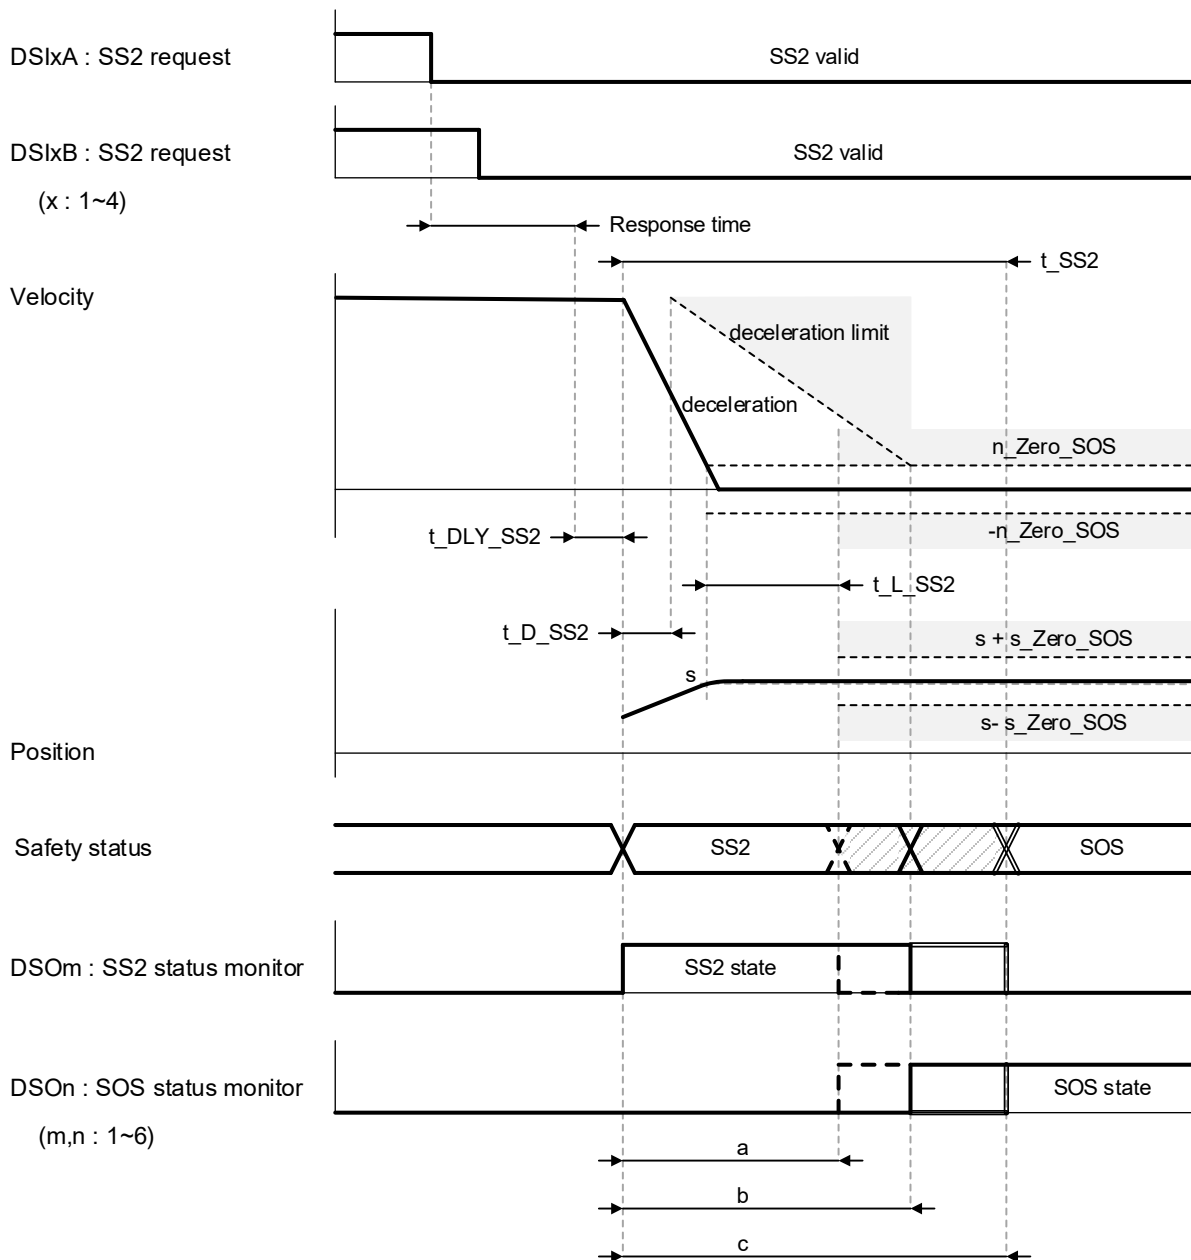 DSIxA : SS2 request
SS2 valid
DSIxB : SS2 request
SS2 valid
(x : 1~4)
Response time
t_SS2
Velocity
deceleration limit
deceleration
n_Zero_SOS
t_DLY_SS2
-n_Zero_SOS
t_L_SS2
t_D_SS2
s + s_Zero_SOS
s
s- s_Zero_SOS
Position
Safety status
SS2
SOS
DSOm : SS2 status monitor
SS2 state
DSOn : SOS status monitor
SOS state
(m,n : 1~6)
a
b
c